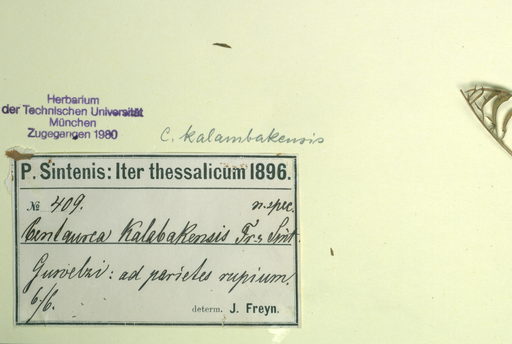 Herbarium
der Technischen Universität
München
Zugegangen 1980
C. kalambakensis
P. Sintenis: Iter thessalicum 1896.
№ 409. n. spec.
Centaurea Kalabakensis Fr. & Sint.
: ad parietes rupium.
6/6.
determ. J. Freyn.